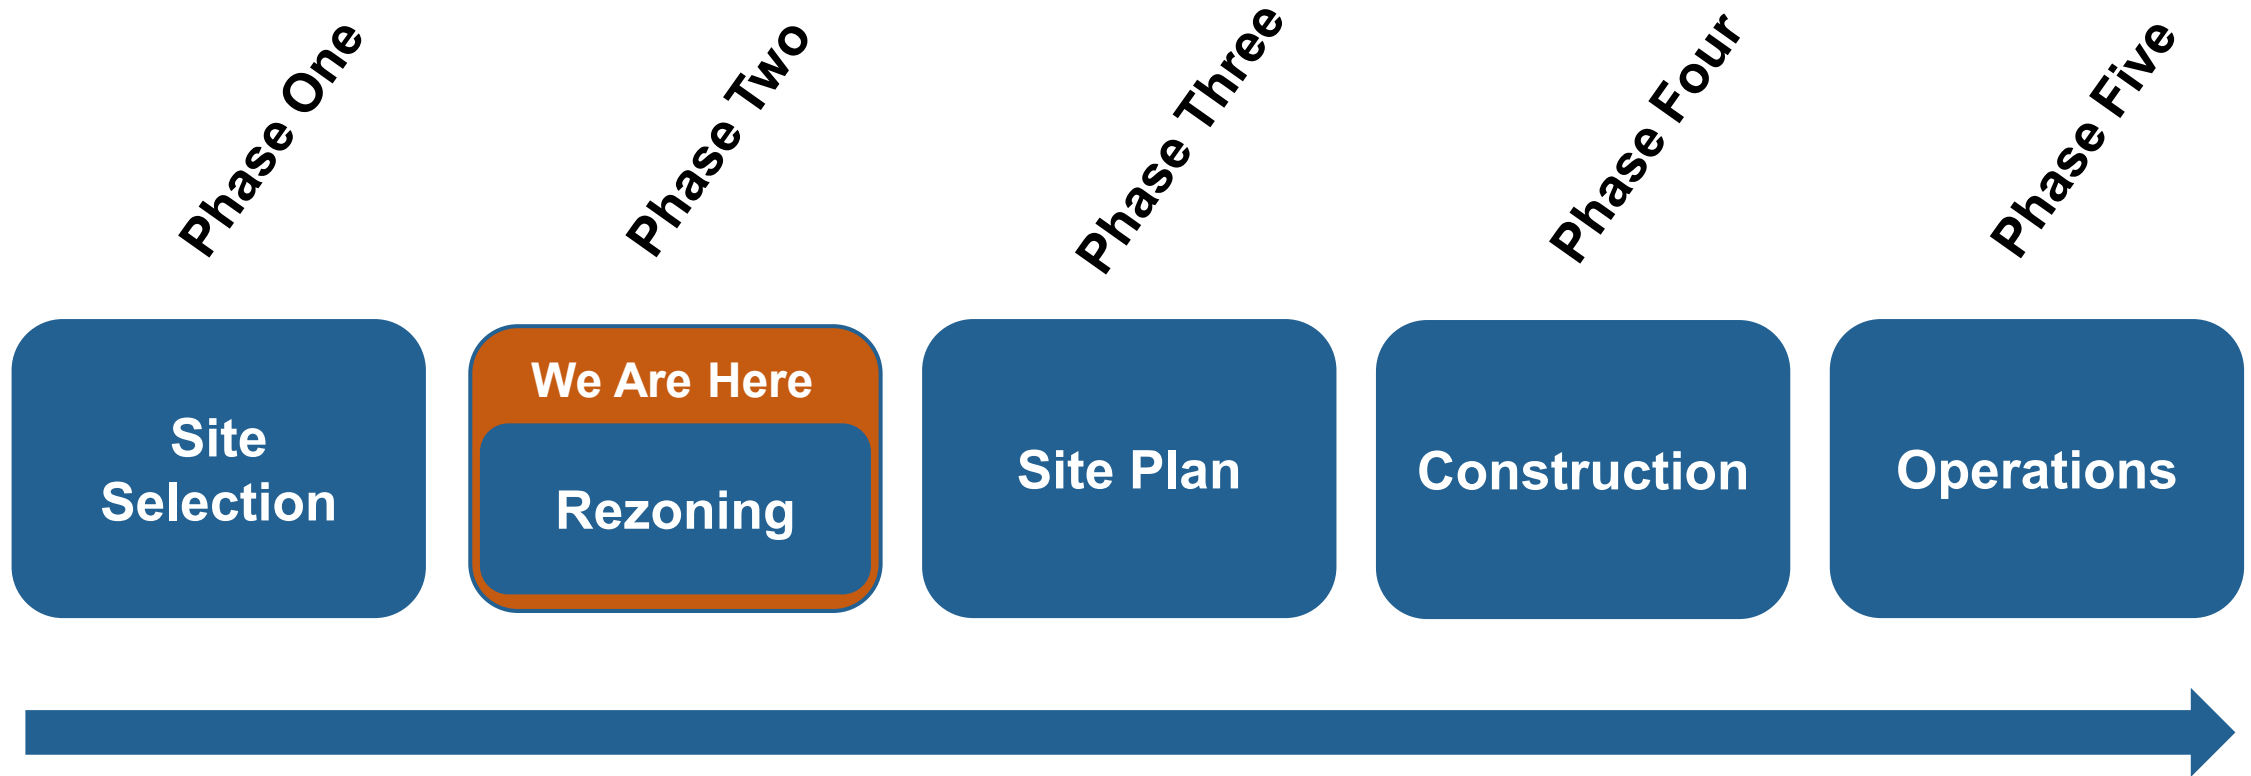 Phase One
Phase Two
Phase Three
Phase Four
Phase Five
Site
Selection
We Are Here
Rezoning
Site Plan
Construction
Operations